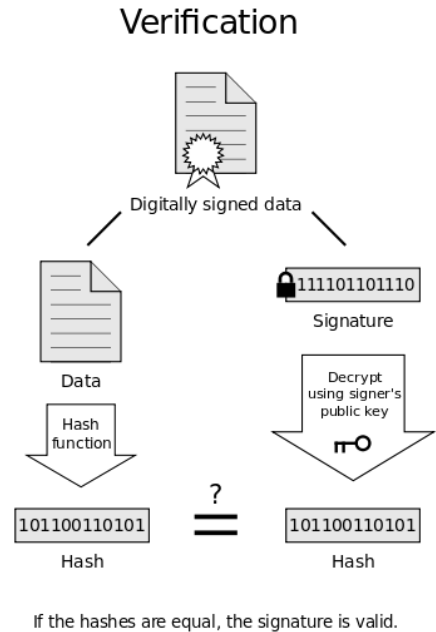 Verification
Digitally signed data
111101101110
Signature
Data
Decrypt
using signer's
public key
Hash
function
?
101100110101
=
101100110101
Hash
Hash
If the hashes are equal, the signature is valid.